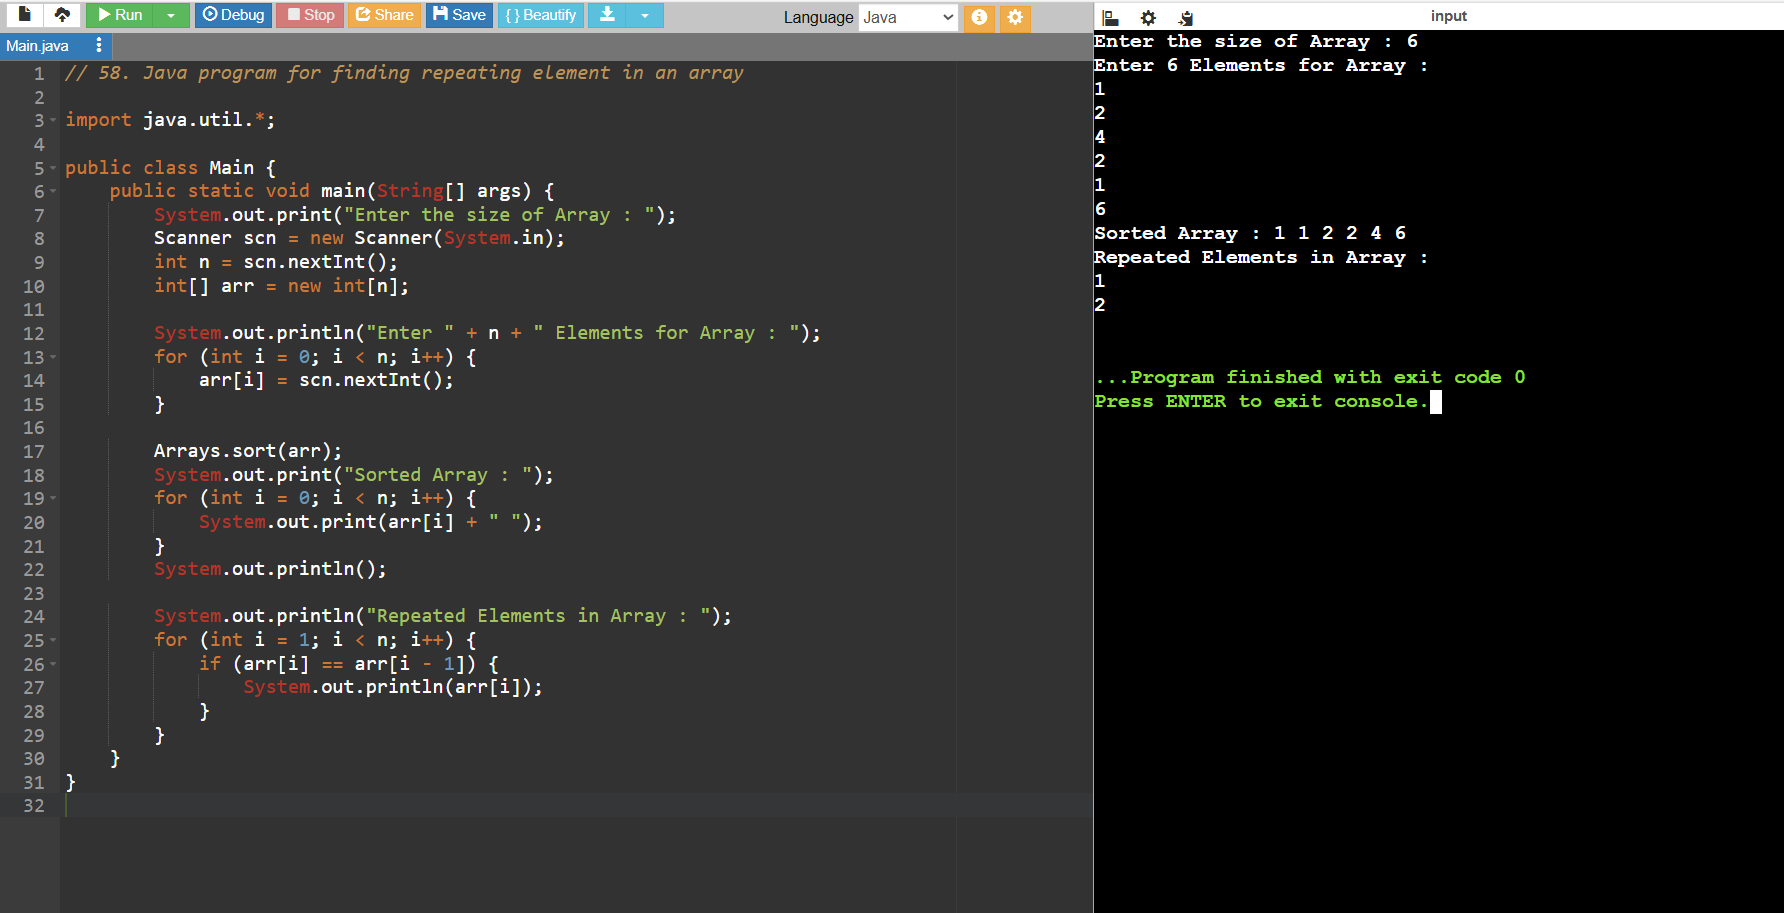 Run Debug Stop Share Save { } Beautify Language Java
input
Main.java
1 // 58. Java program for finding repeating element in an array
2
3 import java.util.*;
4
5 public class Main {
6 public static void main(String[] args) {
7 System.out.print("Enter the size of Array : ");
8 Scanner scn = new Scanner(System.in);
9 int n = scn.nextInt();
10 int[] arr = new int[n];
11
12 System.out.println("Enter " + n + " Elements for Array : ");
13 for (int i = 0; i < n; i++) {
14 arr[i] = scn.nextInt();
15 }
16
17 Arrays.sort(arr);
18 System.out.print("Sorted Array : ");
19 for (int i = 0; i < n; i++) {
20 System.out.print(arr[i] + " ");
21 }
22 System.out.println();
23
24 System.out.println("Repeated Elements in Array : ");
25 for (int i = 1; i < n; i++) {
26 if (arr[i] == arr[i - 1]) {
27 System.out.println(arr[i]);
28 }
29 }
30 }
31 }
32
Enter the size of Array : 6
Enter 6 Elements for Array :
1
2
4
2
1
6
Sorted Array : 1 1 2 2 4 6
Repeated Elements in Array :
1
2
...Program finished with exit code 0
Press ENTER to exit console.